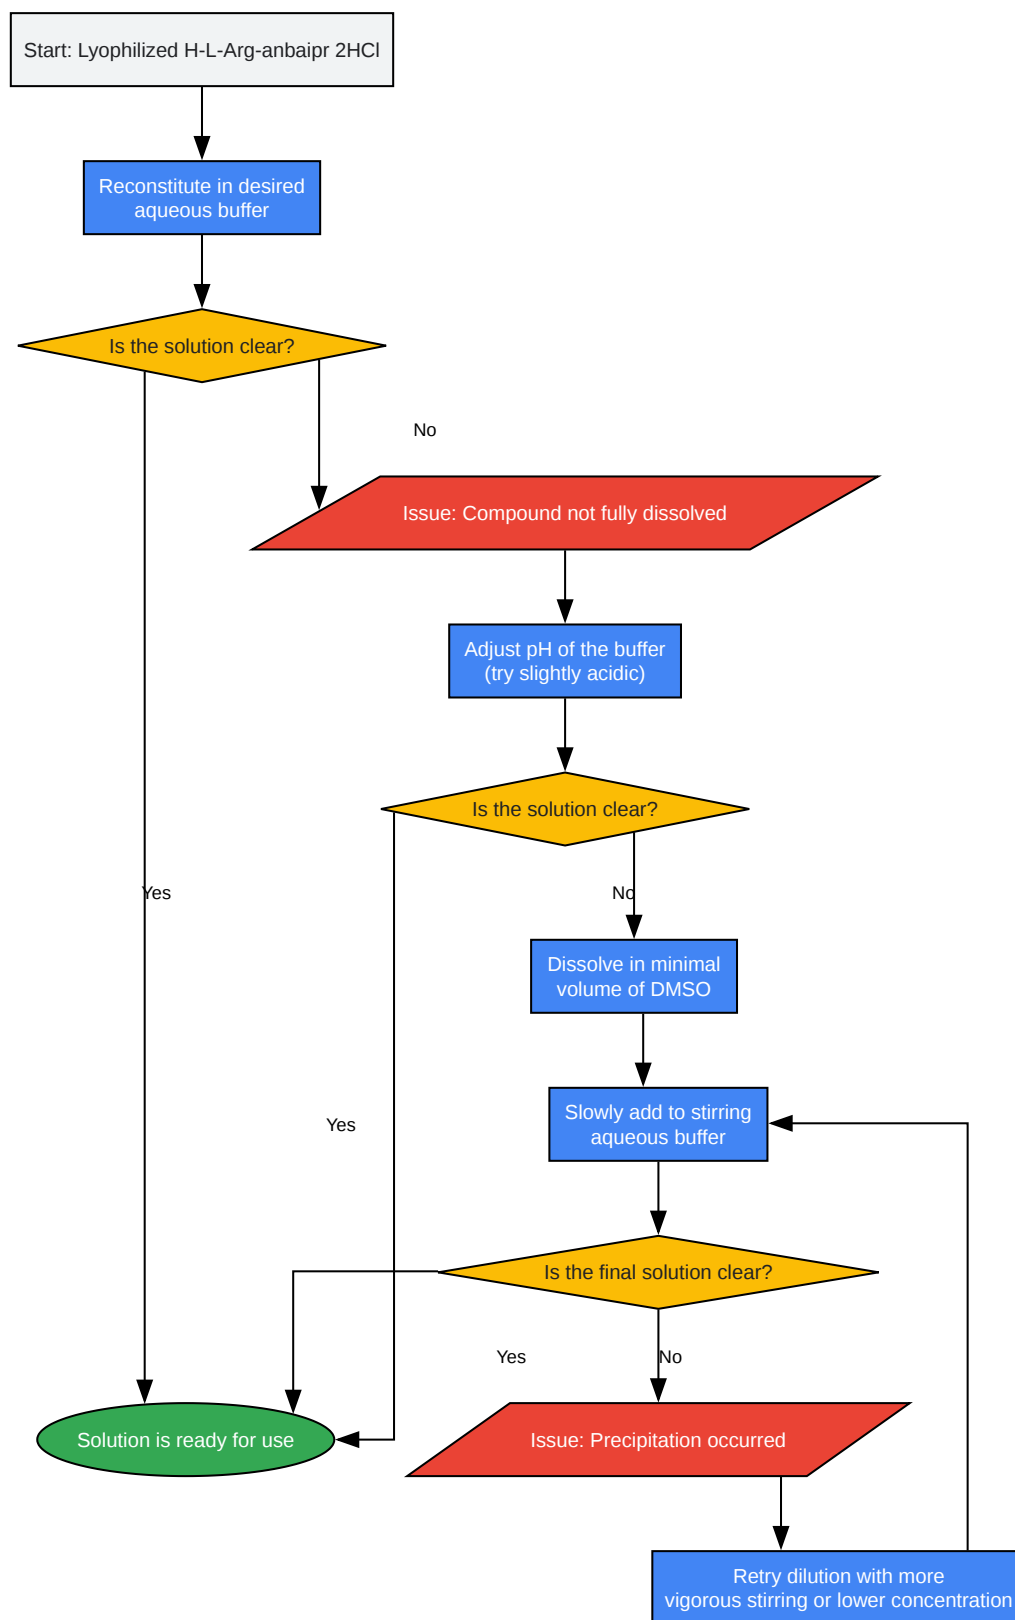 Start: Lyophilized H-L-Arg-anbaipr 2HCl
Reconstitute in desired
aqueous buffer
Is the solution clear?
No
Issue: Compound not fully dissolved
Adjust pH of the buffer
(try slightly acidic)
Is the solution clear?
Yes
No
Dissolve in minimal
volume of DMSO
Slowly add to stirring
aqueous buffer
Yes
Is the final solution clear?
Yes
No
Solution is ready for use
Issue: Precipitation occurred
Retry dilution with more
vigorous stirring or lower concentration